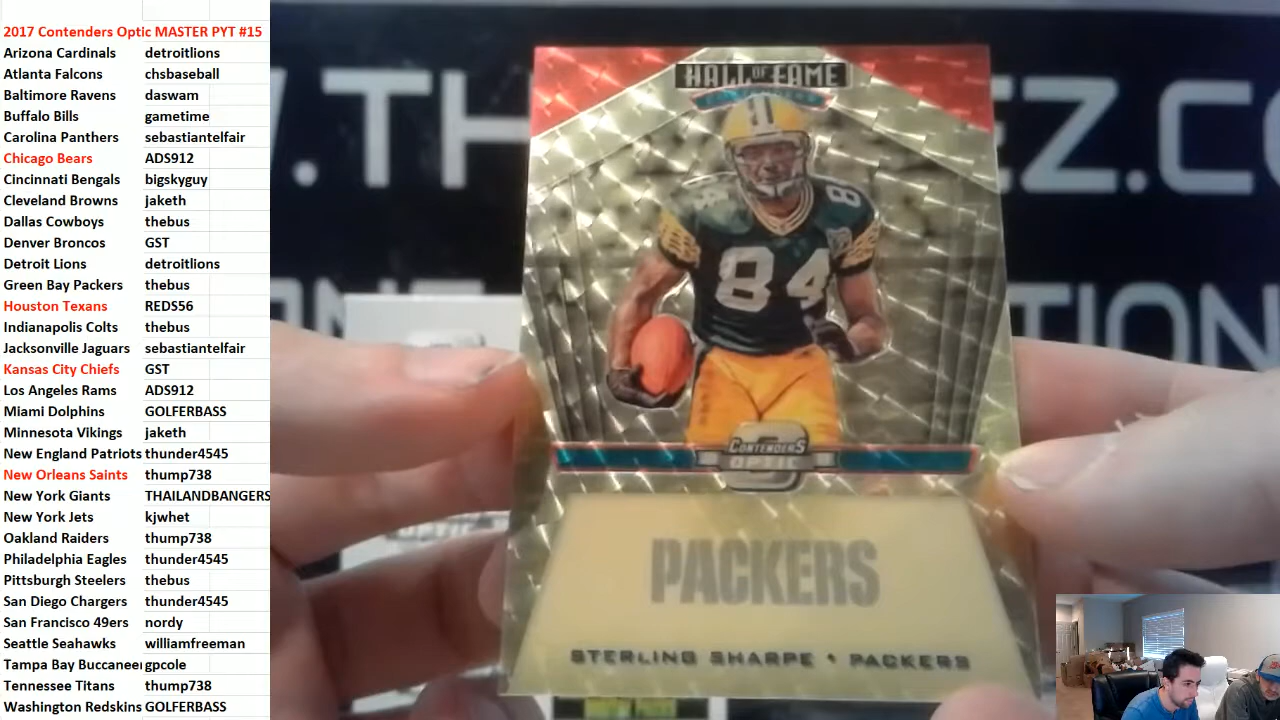 2017 Contenders Optic MASTER PYT #15
Arizona Cardinals detroitlions
Atlanta Falcons chsbaseball
Baltimore Ravens daswam
Buffalo Bills gametime
Carolina Panthers sebastiantelfair
Chicago Bears ADS912
Cincinnati Bengals bigskyguy
Cleveland Browns jaketh
Dallas Cowboys thebus
Denver Broncos GST
Detroit Lions detroitlions
Green Bay Packers thebus
Houston Texans REDS56
Indianapolis Colts thebus
Jacksonville Jaguars sebastiantelfair
Kansas City Chiefs GST
Los Angeles Rams ADS912
Miami Dolphins GOLFERBASS
Minnesota Vikings jaketh
New England Patriots thunder4545
New Orleans Saints thump738
New York Giants THAILANDBANGERS
New York Jets kjwhet
Oakland Raiders thump738
Philadelphia Eagles thunder4545
Pittsburgh Steelers thebus
San Diego Chargers thunder4545
San Francisco 49ers nordy
Seattle Seahawks williamfreeman
Tampa Bay Buccanee gpcole
Tennessee Titans thump738
Washington Redskins GOLFERBASS
HALL OF FAME
CONTENDERS
84
84
CONTENDERS
OPTIC
PACKERS
STERLING SHARPE • PACKERS